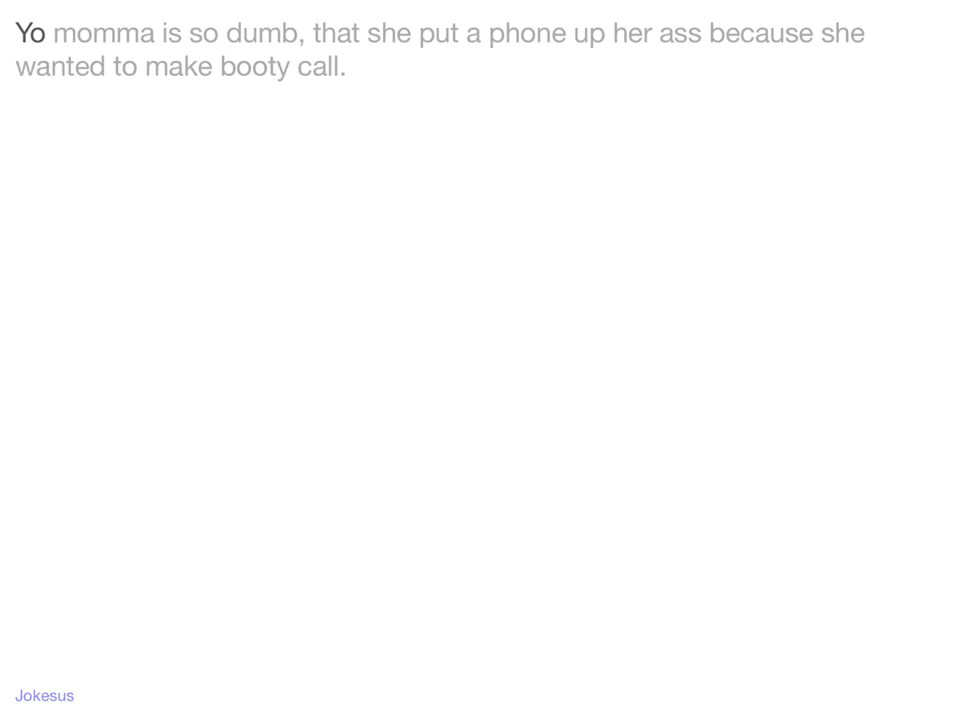 Yo momma is so dumb, that she put a phone up her ass because she
wanted to make booty call.
Jokesus